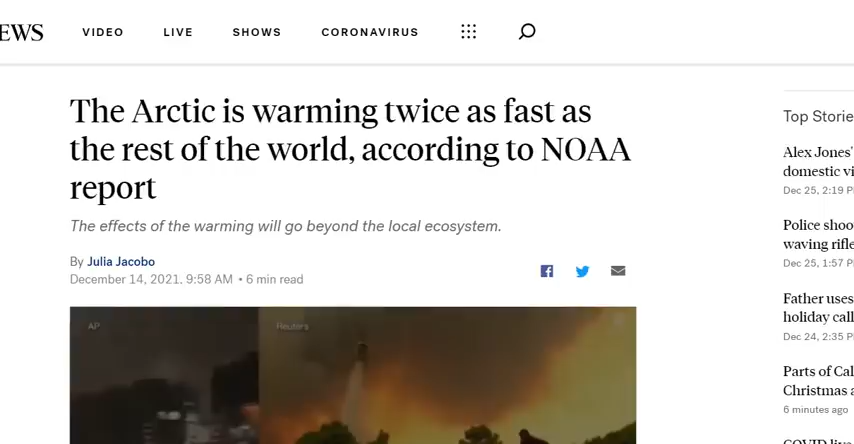 EWS
VIDEO LIVE SHOWS CORONAVIRUS
The Arctic is warming twice as fast as
the rest of the world, according to NOAA
report
The effects of the warming will go beyond the local ecosystem.
By Julia Jacobo
December 14, 2021, 9:58 AM • 6 min read
AP
Reuters
Top Storie
Alex Jones'
domestic vi
Dec 25, 2:19 P
Police shoo
waving rifle
Dec 25, 1:57 P
Father uses
holiday call
Dec 24, 2:35 P
Parts of Cal
Christmas a
6 minutes ago
COVID live